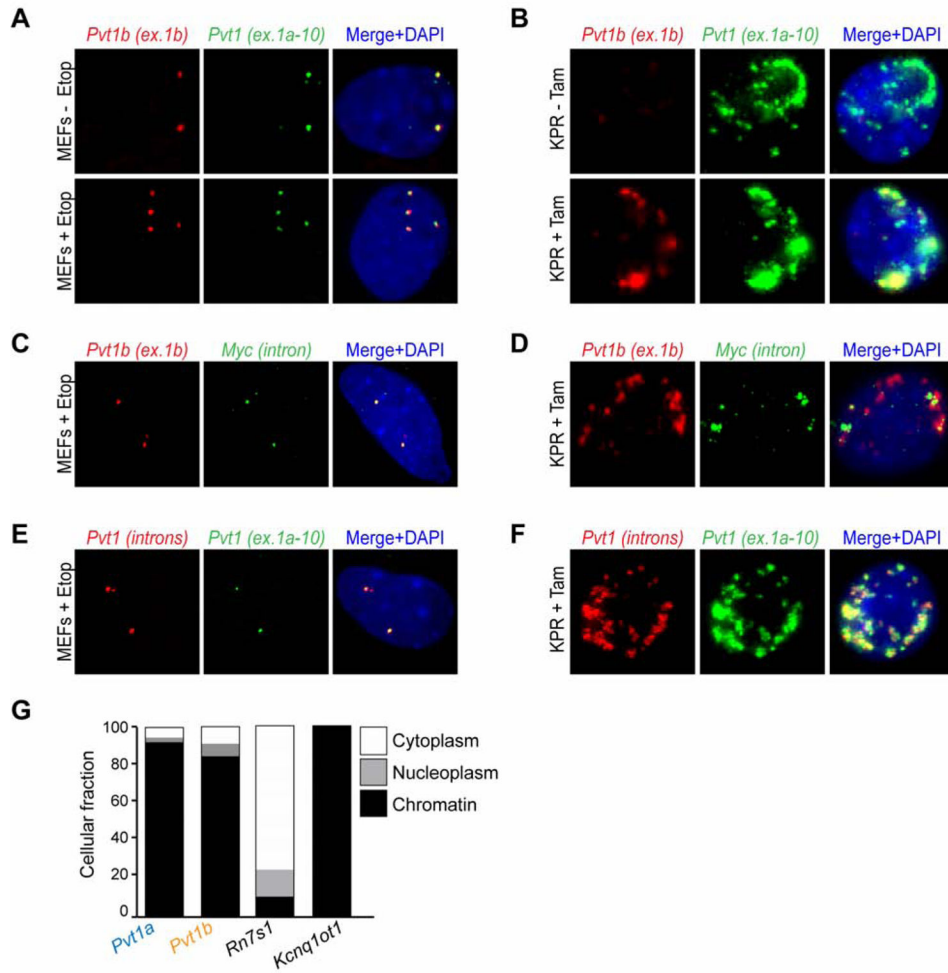 A
Pvt1b (ex.1b) Pvt1 (ex.1a-10) Merge+DAPI
MEFs - Etop
MEFs + Etop
B
Pvt1b (ex.1b) Pvt1 (ex.1a-10) Merge+DAPI
KPR - Tam
KPR + Tam
C
Pvt1b (ex.1b) Myc (intron) Merge+DAPI
MEFs + Etop
D
Pvt1b (ex.1b) Myc (intron) Merge+DAPI
KPR + Tam
E
Pvt1 (introns) Pvt1 (ex.1a-10) Merge+DAPI
MEFs + Etop
F
Pvt1 (introns) Pvt1 (ex.1a-10) Merge+DAPI
KPR + Tam
G
Cellular fraction
100
80
60
40
20
0
Pvt1a Pvt1b Rn7s1 Kcnq1ot1
Cytoplasm
Nucleoplasm
Chromatin